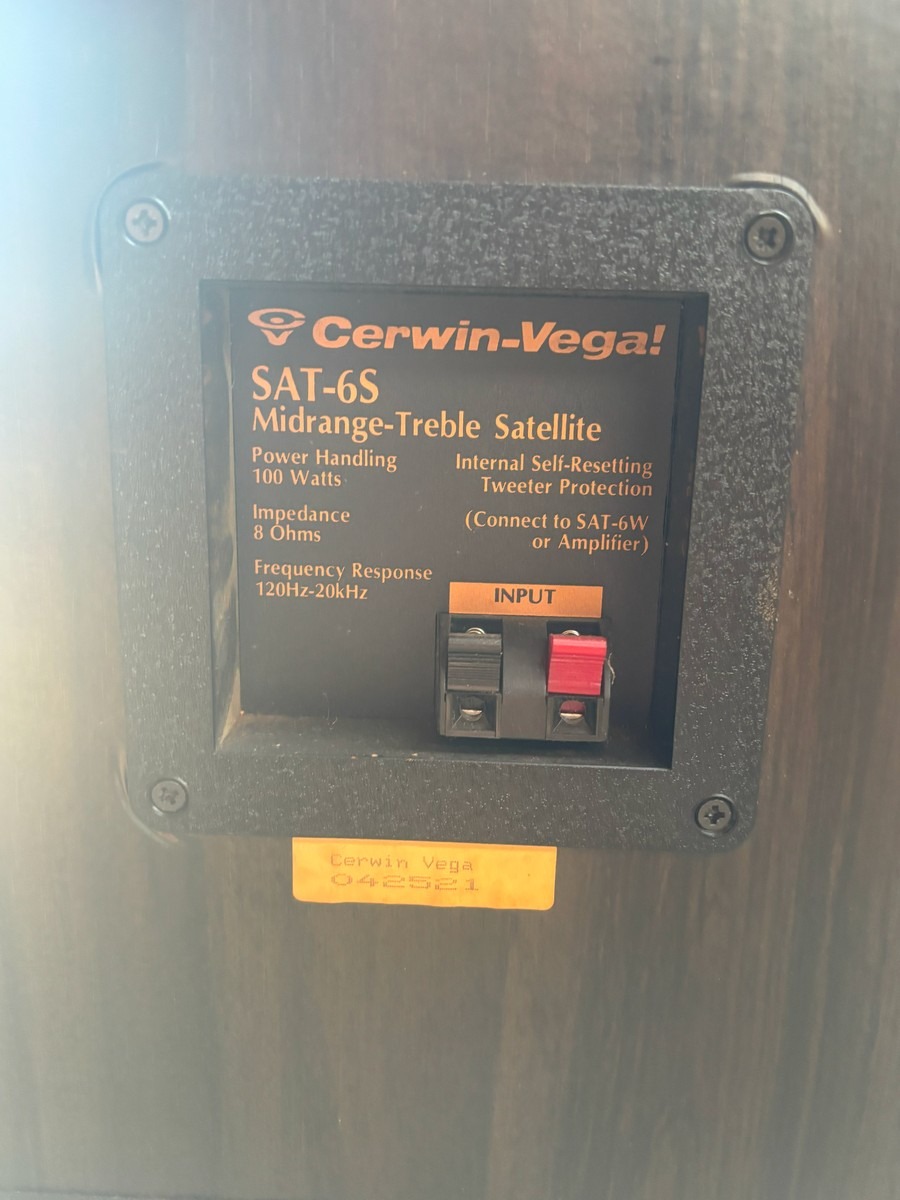 Cerwin-Vega!
SAT-6S
Midrange-Treble Satellite
Power Handling
100 Watts
Impedance
8 Ohms
Frequency Response
120Hz-20kHz
Internal Self-Resetting
Tweeter Protection
(Connect to SAT-6W
or Amplifier)
INPUT
Cerwin Vega
042521